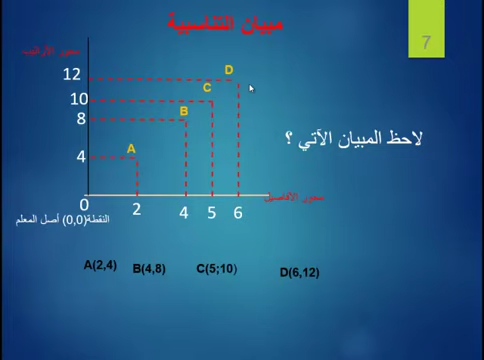 مبيان التناسبية
7
محور الأراتيب
12
D
C
10
B
8
لاحظ المبيان الآتي ؟
A
4
0
2
4
5
6
محور الأفاصيل
النقطة(0,0) أصل المعلم
A(2,4)
B(4,8)
C(5;10)
D(6,12)